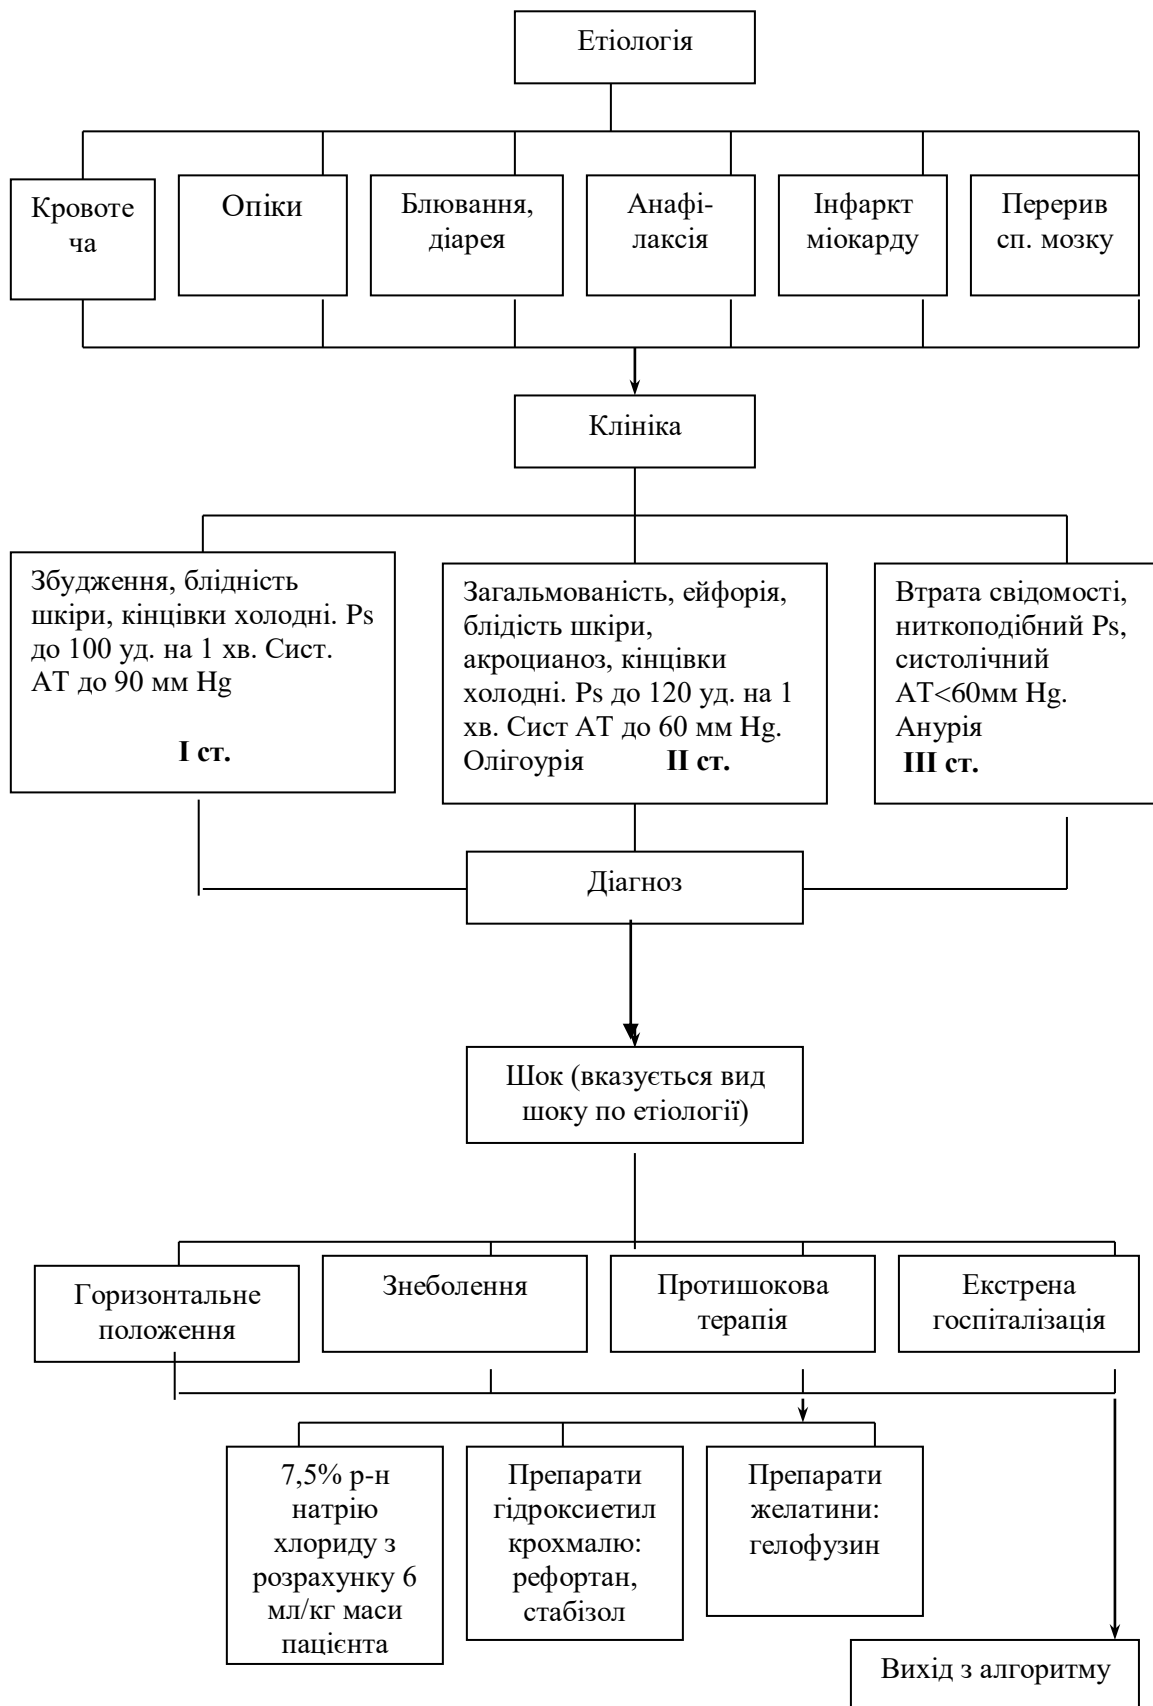 Етіологія
Кровоте
ча
Опіки
Блювання,
діарея
Анафі-
лаксія
Інфаркт
міокарду
Перерив
сп. мозку
Клініка
Збудження, блідність
шкіри, кінцівки холодні. Ps
до 100 уд. на 1 хв. Сист.
АТ до 90 мм Hg
I ст.
Загальмованість, ейфорія,
блідість шкіри,
акроцианоз, кінцівки
холодні. Ps до 120 уд. на 1
хв. Сист АТ до 60 мм Hg.
Олігоурія II ст.
Втрата свідомості,
ниткоподібний Ps,
систолічний
АТ<60мм Hg.
Анурія
III ст.
Діагноз
Шок (вказується вид
шоку по етіології)
Горизонтальне
положення
Знеболення
Протишокова
терапія
Екстрена
госпіталізація
7,5% р-н
натрію
хлориду з
розрахунку 6
мл/кг маси
пацієнта
Препарати
гідроксиетил
крохмалю:
рефортан,
стабізол
Препарати
желатини:
гелофузин
Вихід з алгоритму